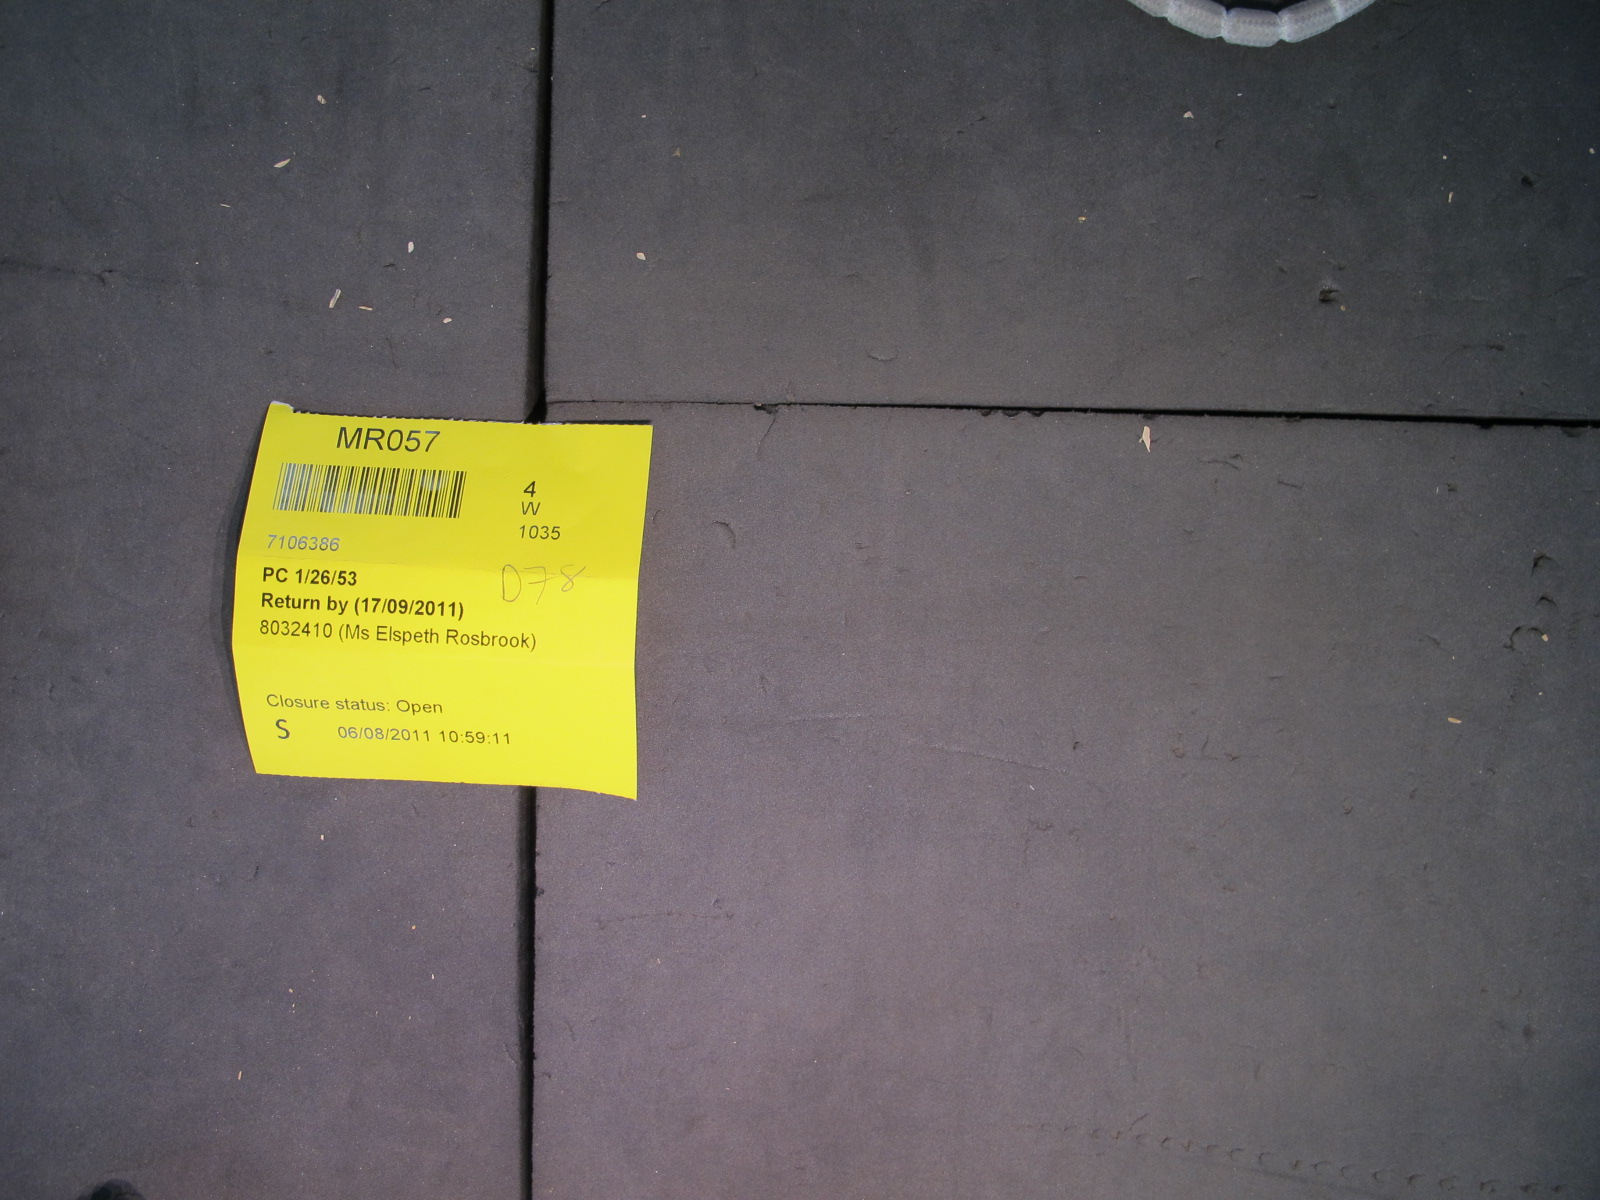 MR057
4
W
1035
7106386
PC 1/26/53
D78
Return by (17/09/2011)
8032410 (Ms Elspeth Rosbrook)
Closure status: Open
S 06/08/2011 10:59:11